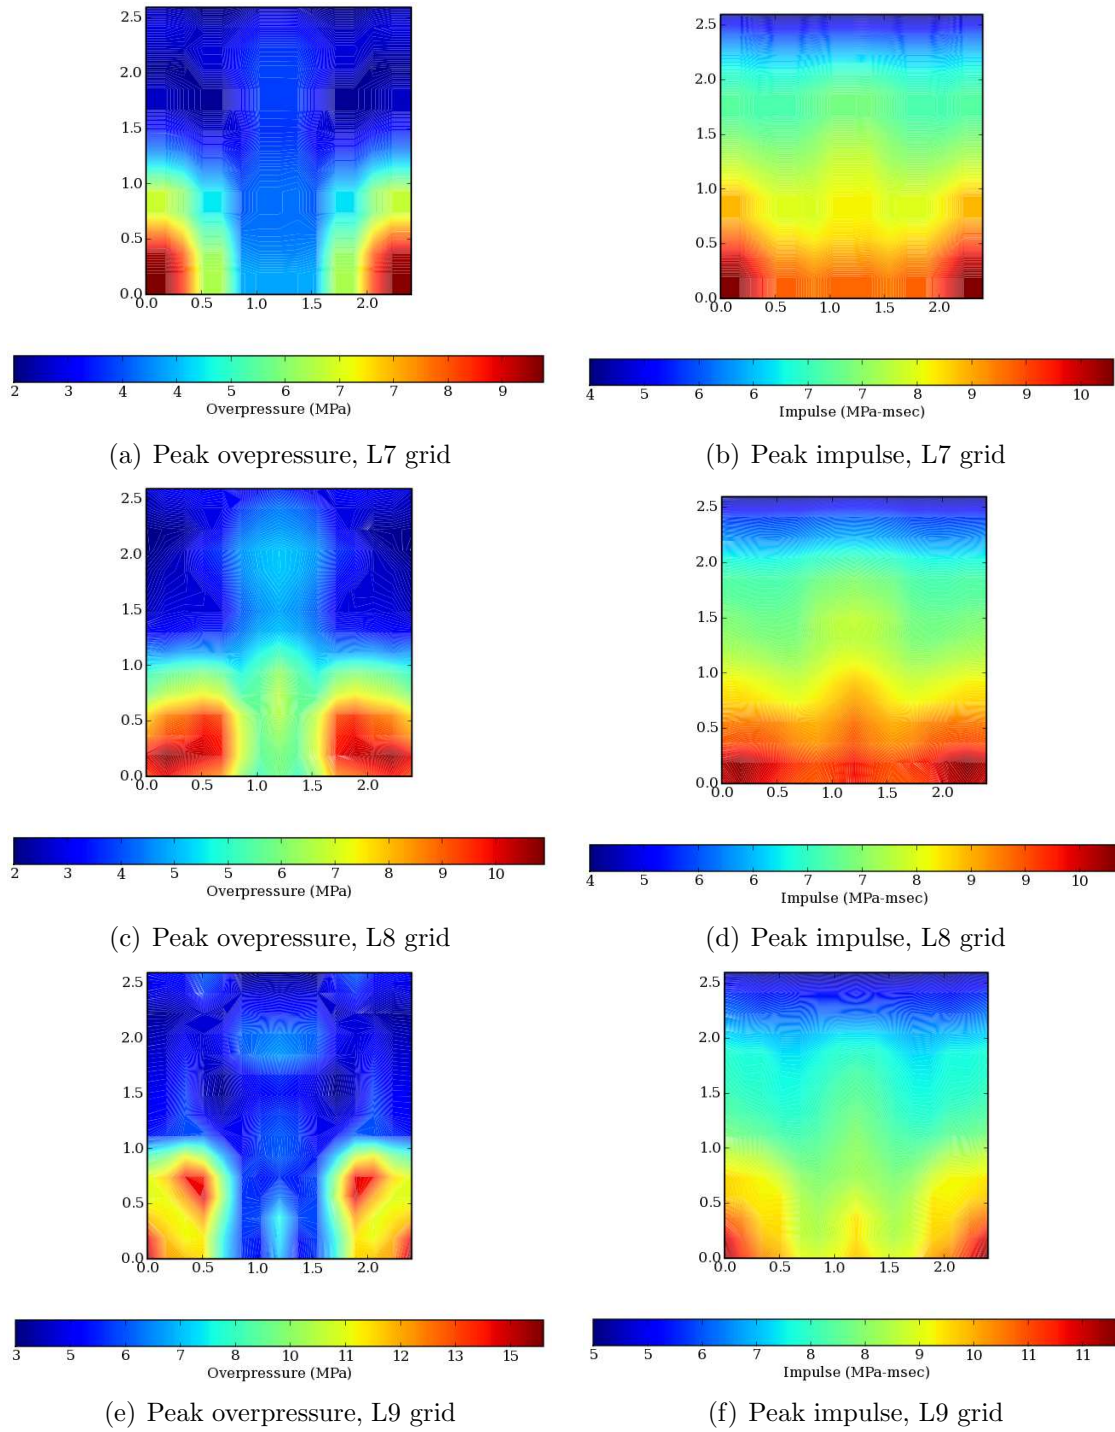 2.5
2.0
1.5
1.0
0.5
0.0
0.0 0.5 1.0 1.5 2.0
2 3 4 4 5 6 7 7 8 9
Overpressure (MPa)
(a) Peak ovepressure, L7 grid
2.5
2.0
1.5
1.0
0.5
0.0
0.0 0.5 1.0 1.5 2.0
4 5 6 6 7 7 8 9 9 10
Impulse (MPa-msec)
(b) Peak impulse, L7 grid
2.5
2.0
1.5
1.0
0.5
0.0
0.0 0.5 1.0 1.5 2.0
2 3 4 5 5 6 7 8 9 10
Overpressure (MPa)
(c) Peak ovepressure, L8 grid
2.5
2.0
1.5
1.0
0.5
0.0
0.0 0.5 1.0 1.5 2.0
4 5 6 6 7 7 8 9 9 10
Impulse (MPa-msec)
(d) Peak impulse, L8 grid
2.5
2.0
1.5
1.0
0.5
0.0
0.0 0.5 1.0 1.5 2.0
3 5 6 7 8 10 11 12 13 15
Overpressure (MPa)
(e) Peak overpressure, L9 grid
2.5
2.0
1.5
1.0
0.5
0.0
0.0 0.5 1.0 1.5 2.0
5 5 6 7 8 8 9 10 11 11
Impulse (MPa-msec)
(f) Peak impulse, L9 grid